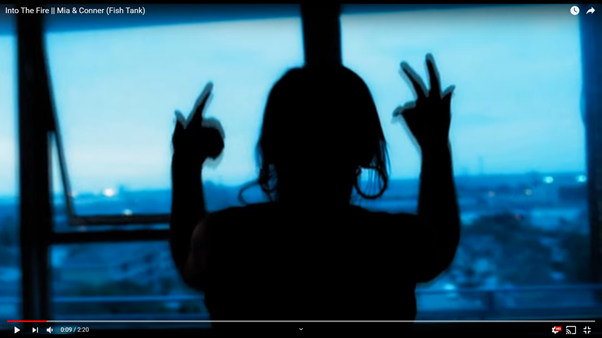 Into The Fire || Mia & Conner (Fish Tank)
0:09 / 2:20